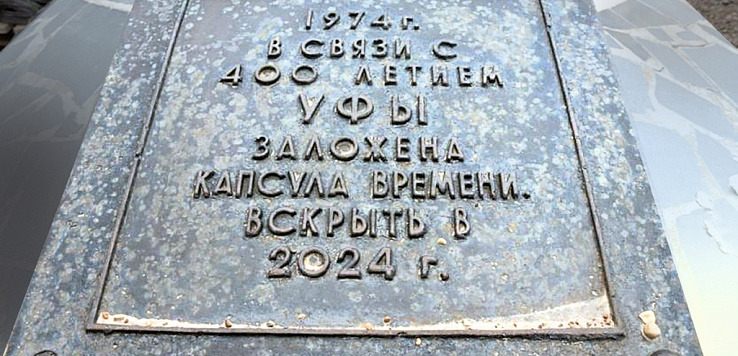 1974 г.
В СВЯЗИ С
400 ЛЕТИЕМ
УФЫ
ЗАЛОЖЕНА
КАПСУЛА ВРЕМЕНИ.
ВСКРЫТЬ В
2024 г.